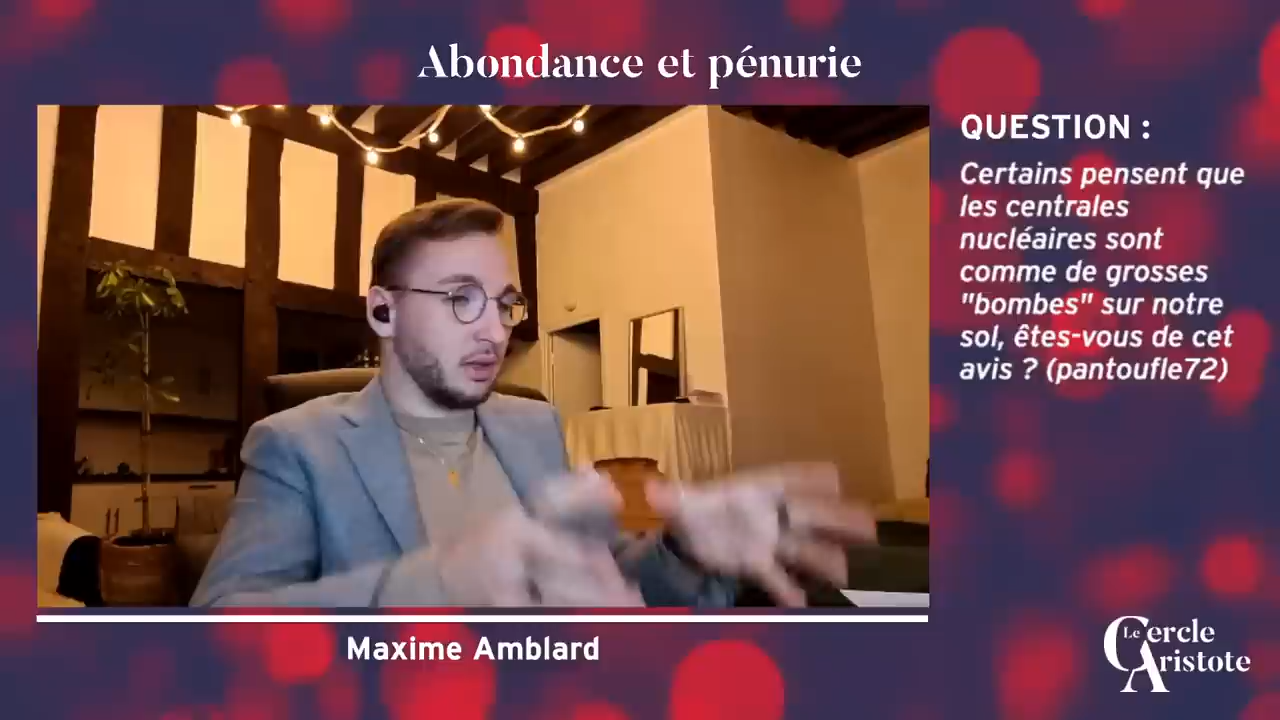 Abondance et pénurie
QUESTION :
Certains pensent que
les centrales
nucléaires sont
comme de grosses
"bombes" sur notre
sol, êtes-vous de cet
avis ? (pantoufle72)
Maxime Amblard
Le Cercle
Aristote